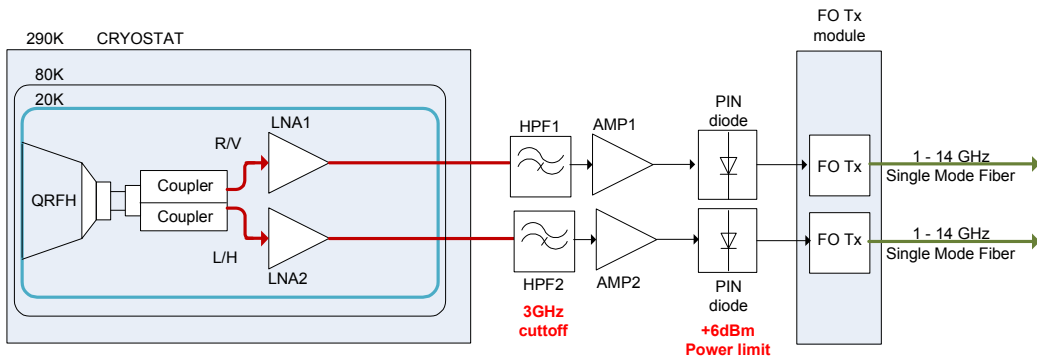 290K CRYOSTAT
80K
20K
QRFH
Coupler
Coupler
R/V
L/H
LNA1
LNA2
HPF1
HPF2
3GHz
cuttoff
AMP1
AMP2
PIN
diode
PIN
diode
+6dBm
Power limit
FO Tx
module
FO Tx
FO Tx
1 - 14 GHz
Single Mode Fiber
1 - 14 GHz
Single Mode Fiber